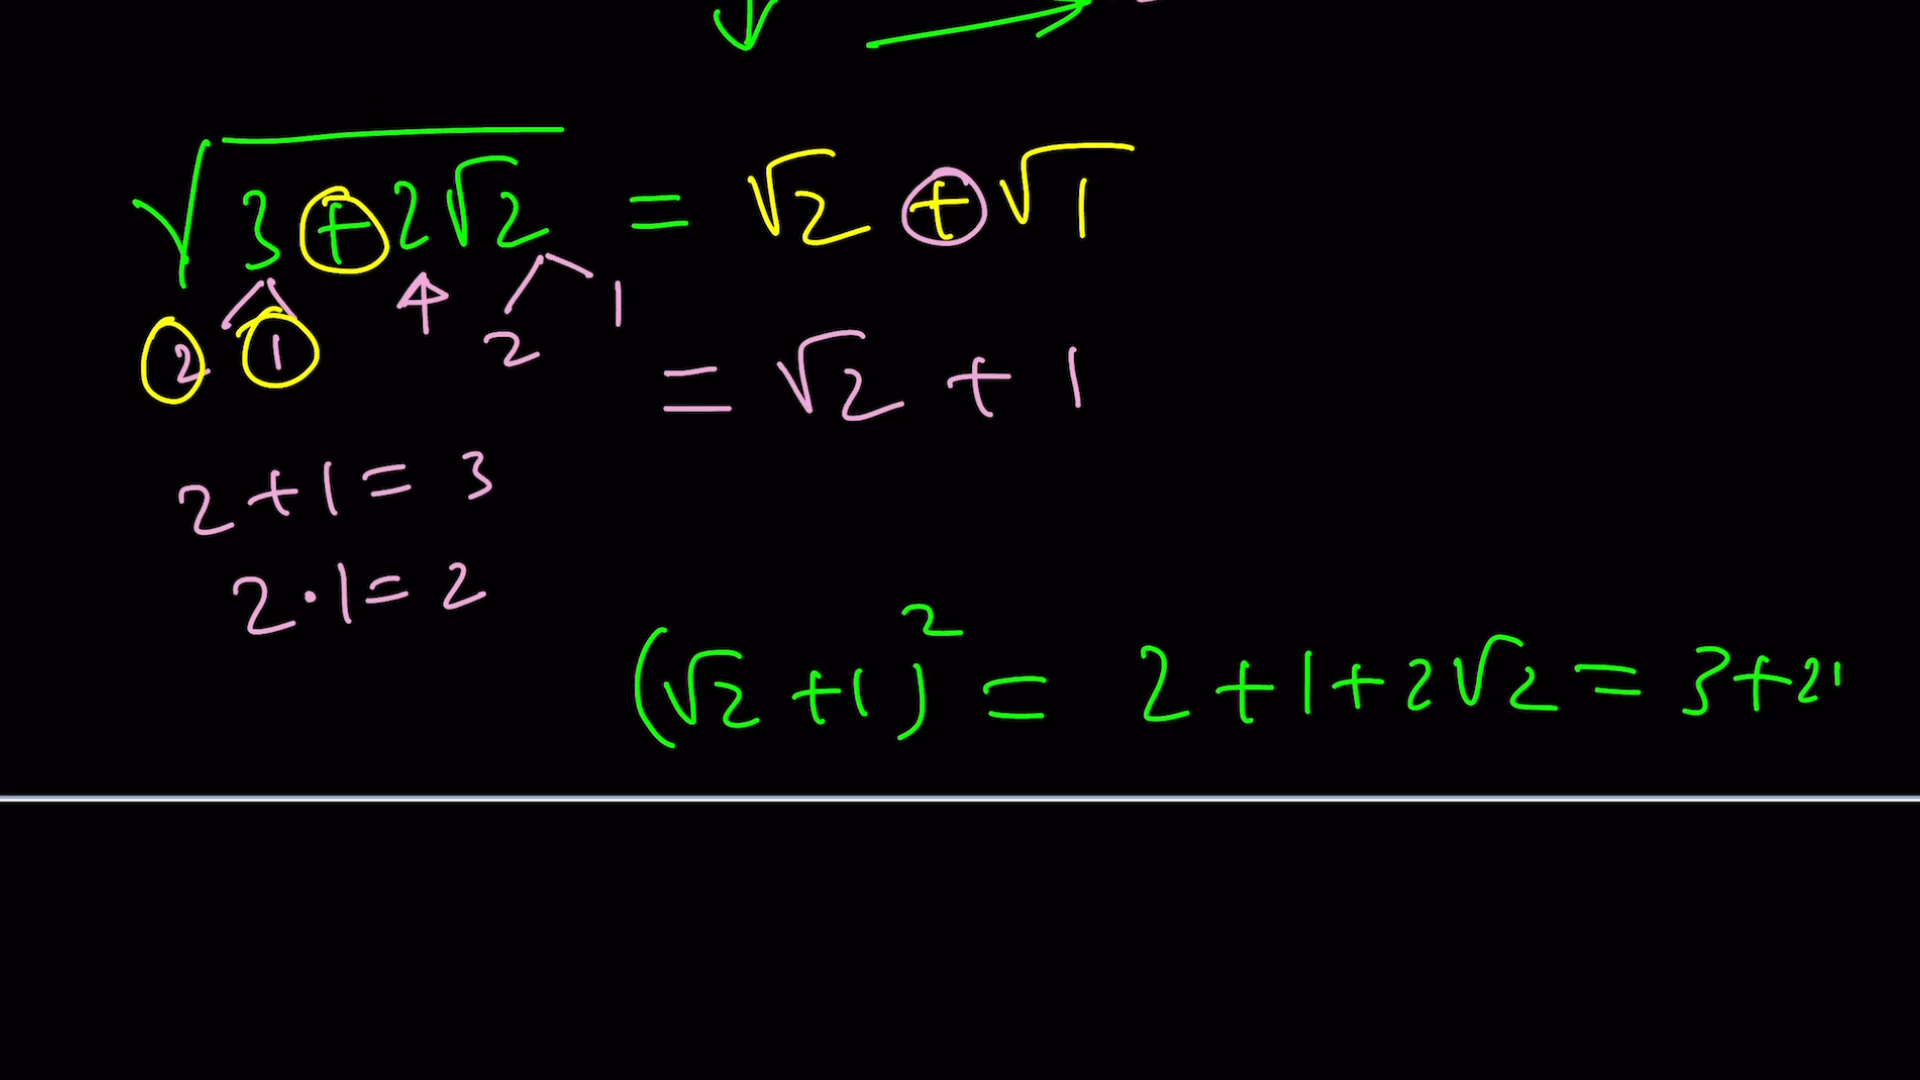 √(3+2√2) = √2 + √1
2 1 2 1
= √2 + 1
2+1=3
2·1=2
(√2+1)² = 2+1+2√2 = 3+2